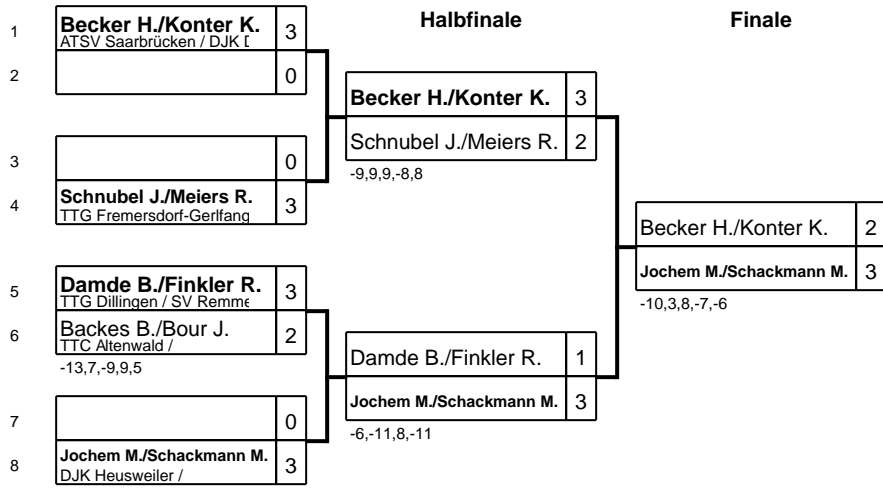 Halbfinale
Finale
1 Becker H./Konter K. 3
ATSV Saarbrücken / DJK
2 0
Becker H./Konter K. 3
Schnubel J./Meiers R. 2
-9,9,9,-8,8
3 0
4 Schnubel J./Meiers R. 3
TTG Fremersdorf-Gerlfang
Becker H./Konter K. 2
Jochem M./Schackmann M. 3
-10,3,8,-7,-6
5 Damde B./Finkler R. 3
TTG Dillingen / SV Remme
6 Backes B./Bour J. 2
TTC Altenwald /
-13,7,-9,9,5
Damde B./Finkler R. 1
Jochem M./Schackmann M. 3
-6,-11,8,-11
7 0
8 Jochem M./Schackmann M. 3
DJK Heusweiler /